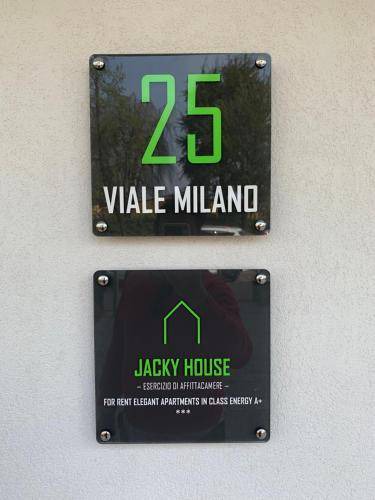 25
VIALE MILANO
JACKY HOUSE
– ESERCIZIO DI AFFITTACAMERE –
FOR RENT ELEGANT APARTMENTS IN CLASS ENERGY A+
***